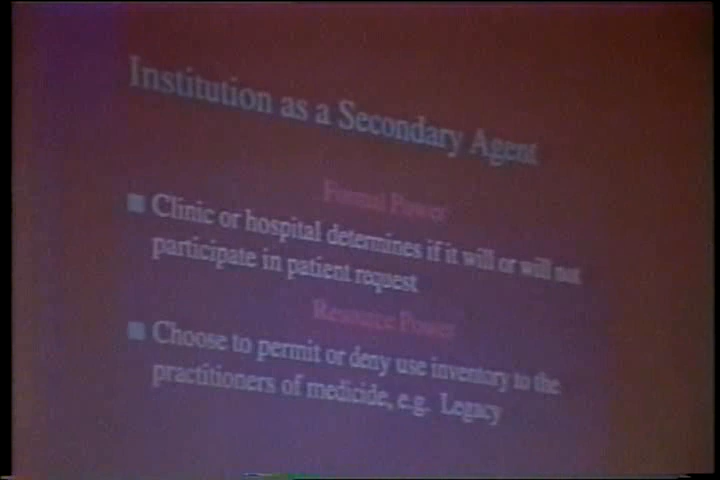 Institution as a Secondary Agent
Formal Power
Clinic or hospital determines if it will or will not
participate in patient request
Resource Power
Choose to permit or deny use inventory to the
practitioners of medicide, e.g. Legacy